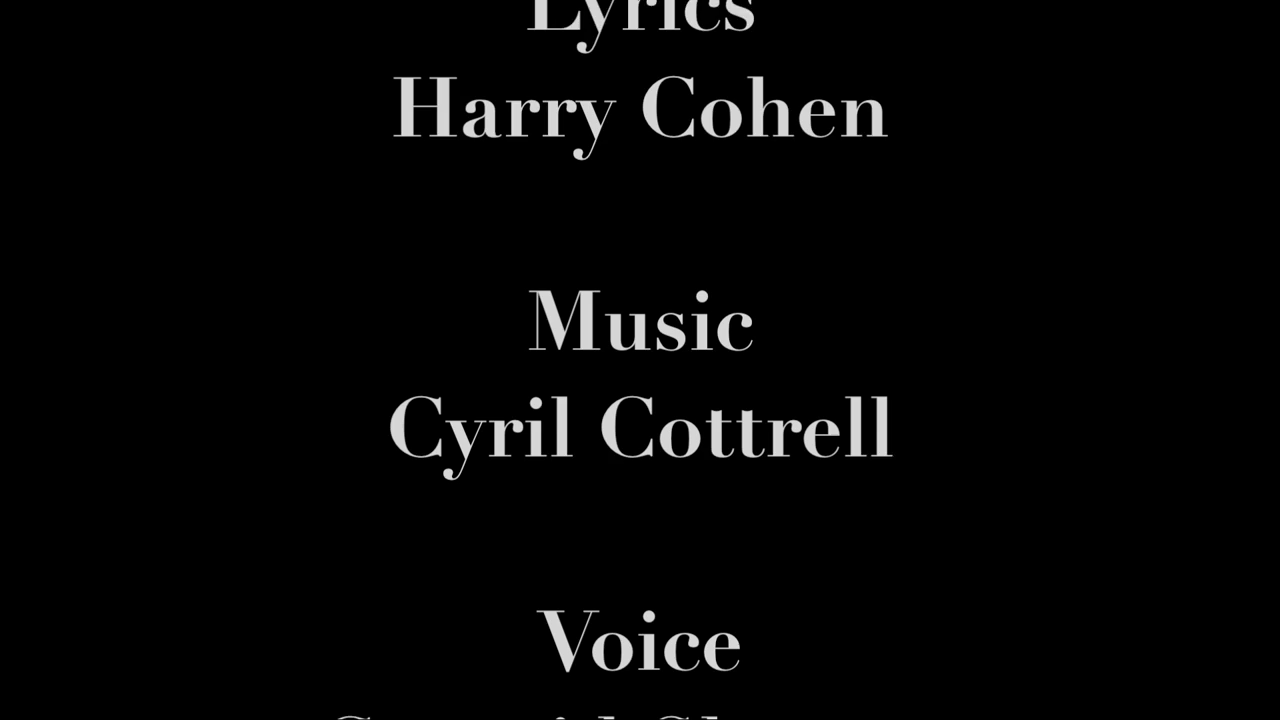 Lyrics
Harry Cohen
Music
Cyril Cottrell
Voice